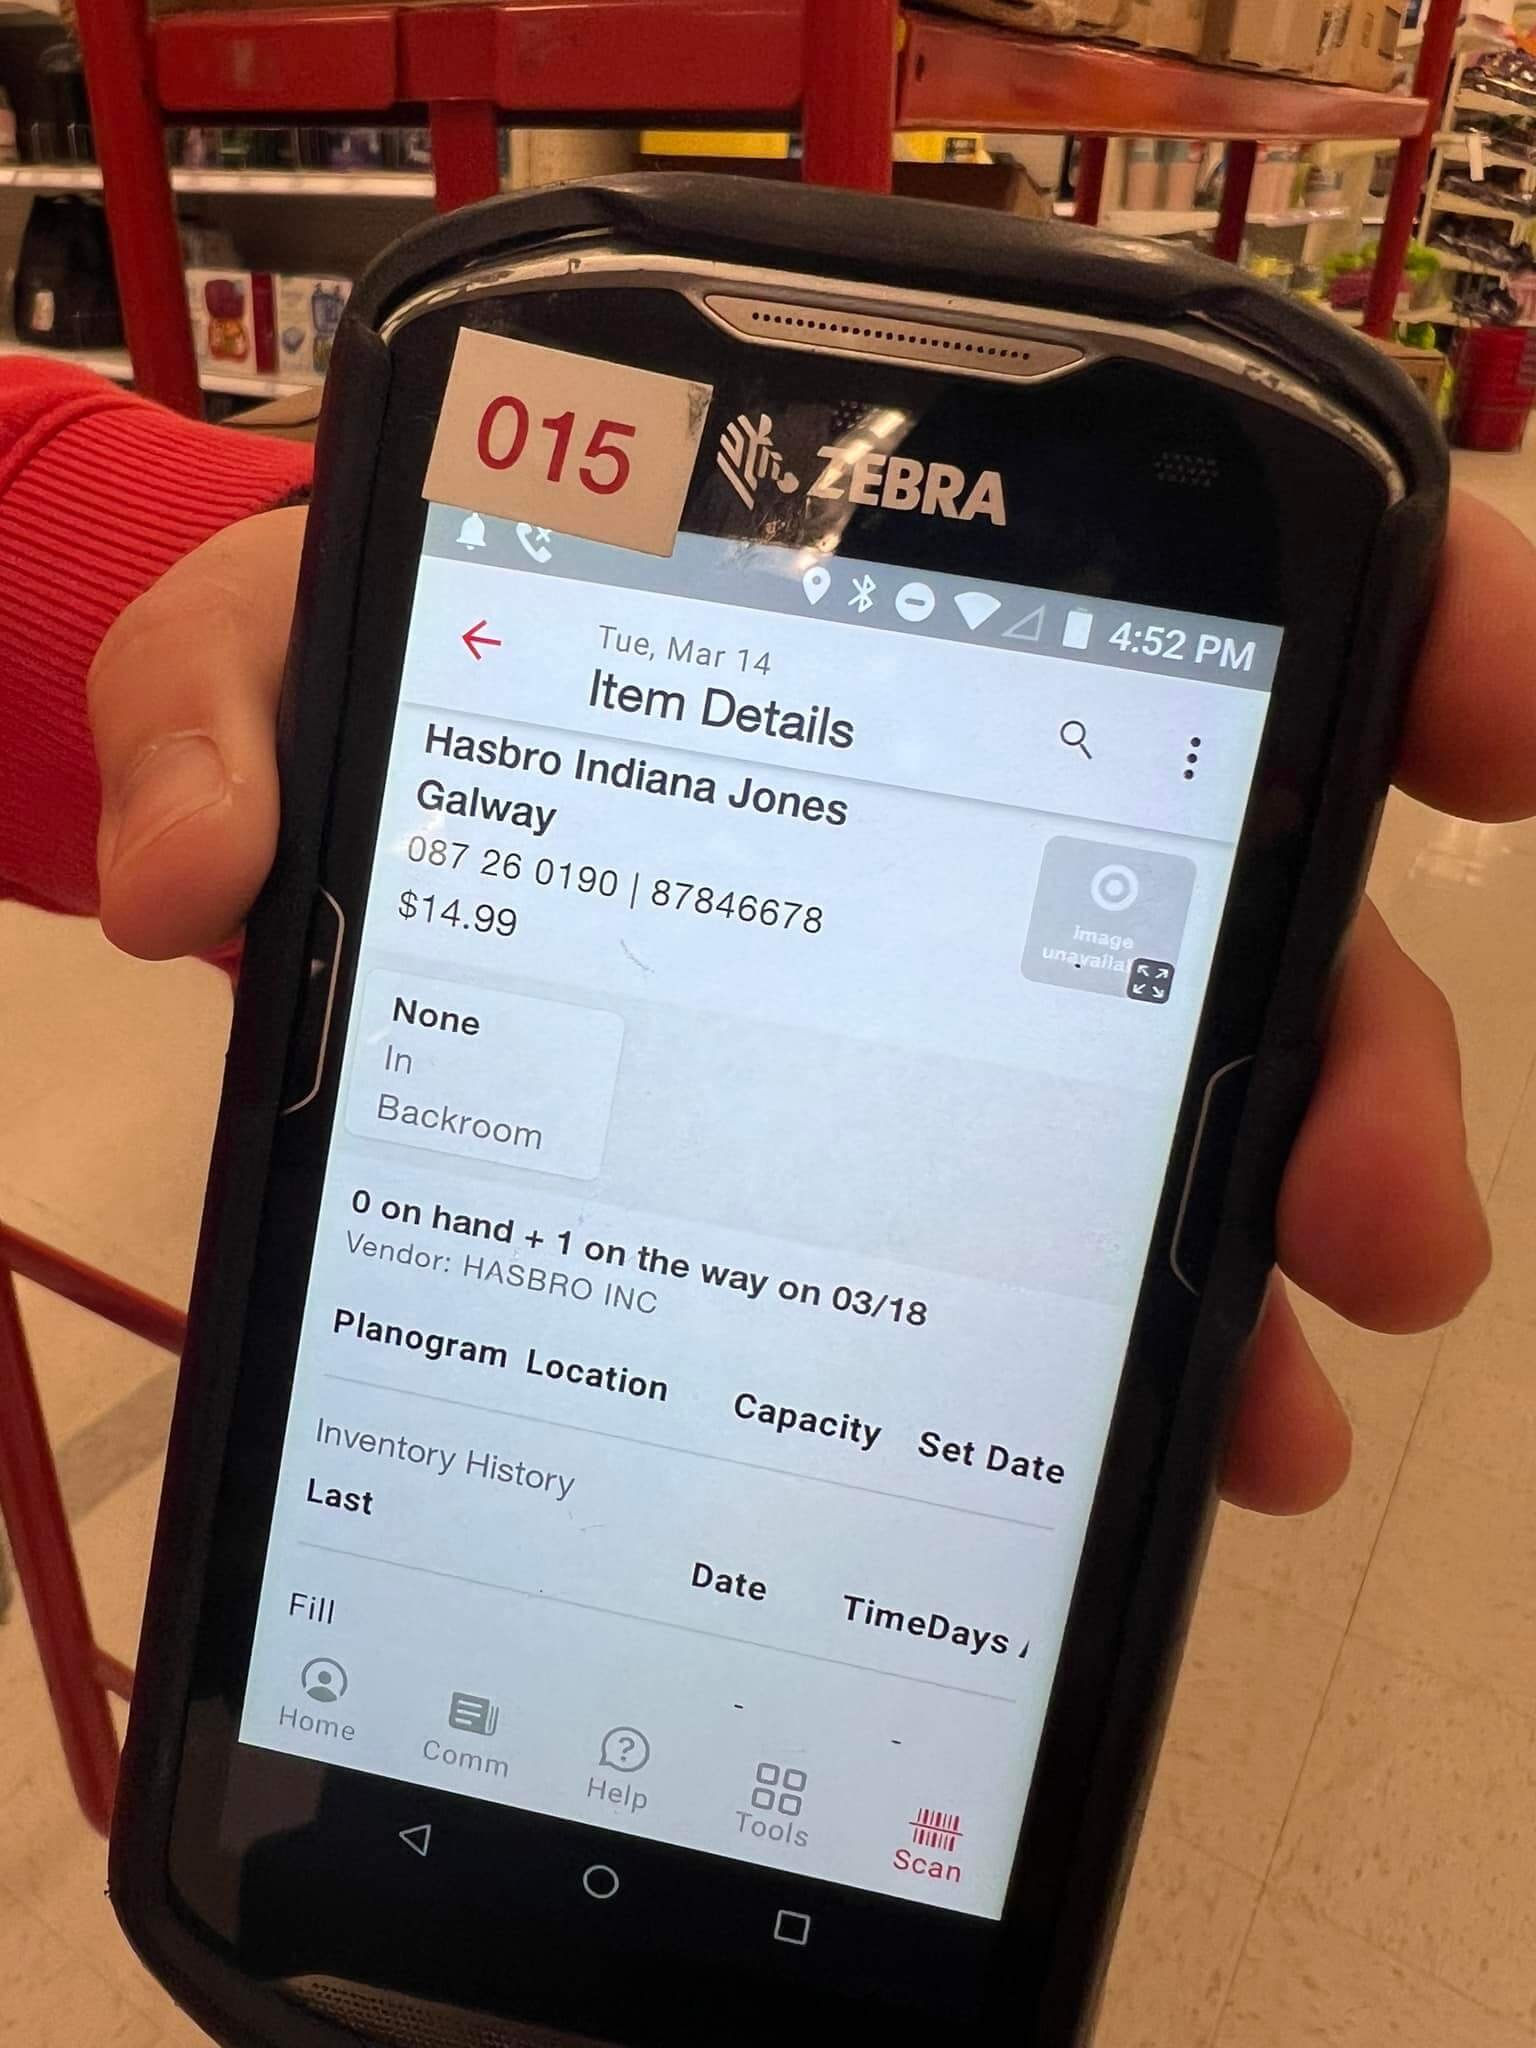 015
ZEBRA
4:52 PM
Tue, Mar 14
Item Details
Hasbro Indiana Jones
Galway
087 26 0190 | 87846678
$14.99
image
unavaila
None
In
Backroom
0 on hand + 1 on the way on 03/18
Vendor: HASBRO INC
Planogram Location Capacity Set Date
Inventory History
Last Date TimeDays
Fill - -
Home Comm Help Tools Scan